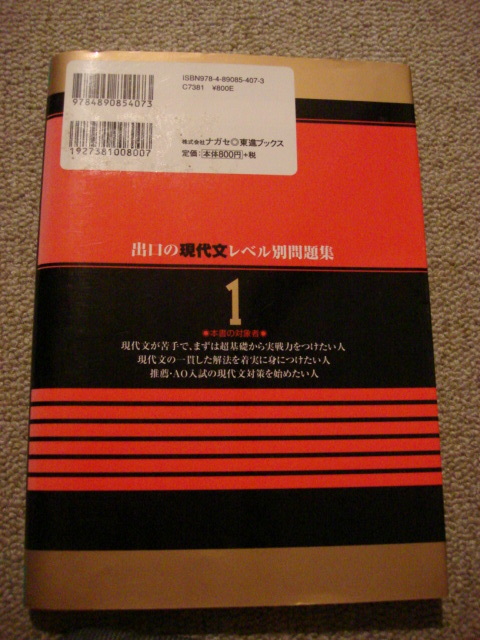 ISBN978-4-89085-407-3
C7381 ¥800E
9784890854073
1927381008007
株式会社ナガセ 東進ブックス
定価：本体800円+税
出口の現代文レベル別問題集
1
●本書の対象者●
現代文が苦手で、まずは超基礎から実戦力をつけたい人
現代文の一貫した解法を着実に身につけたい人
推薦・AO入試の現代文対策を始めたい人